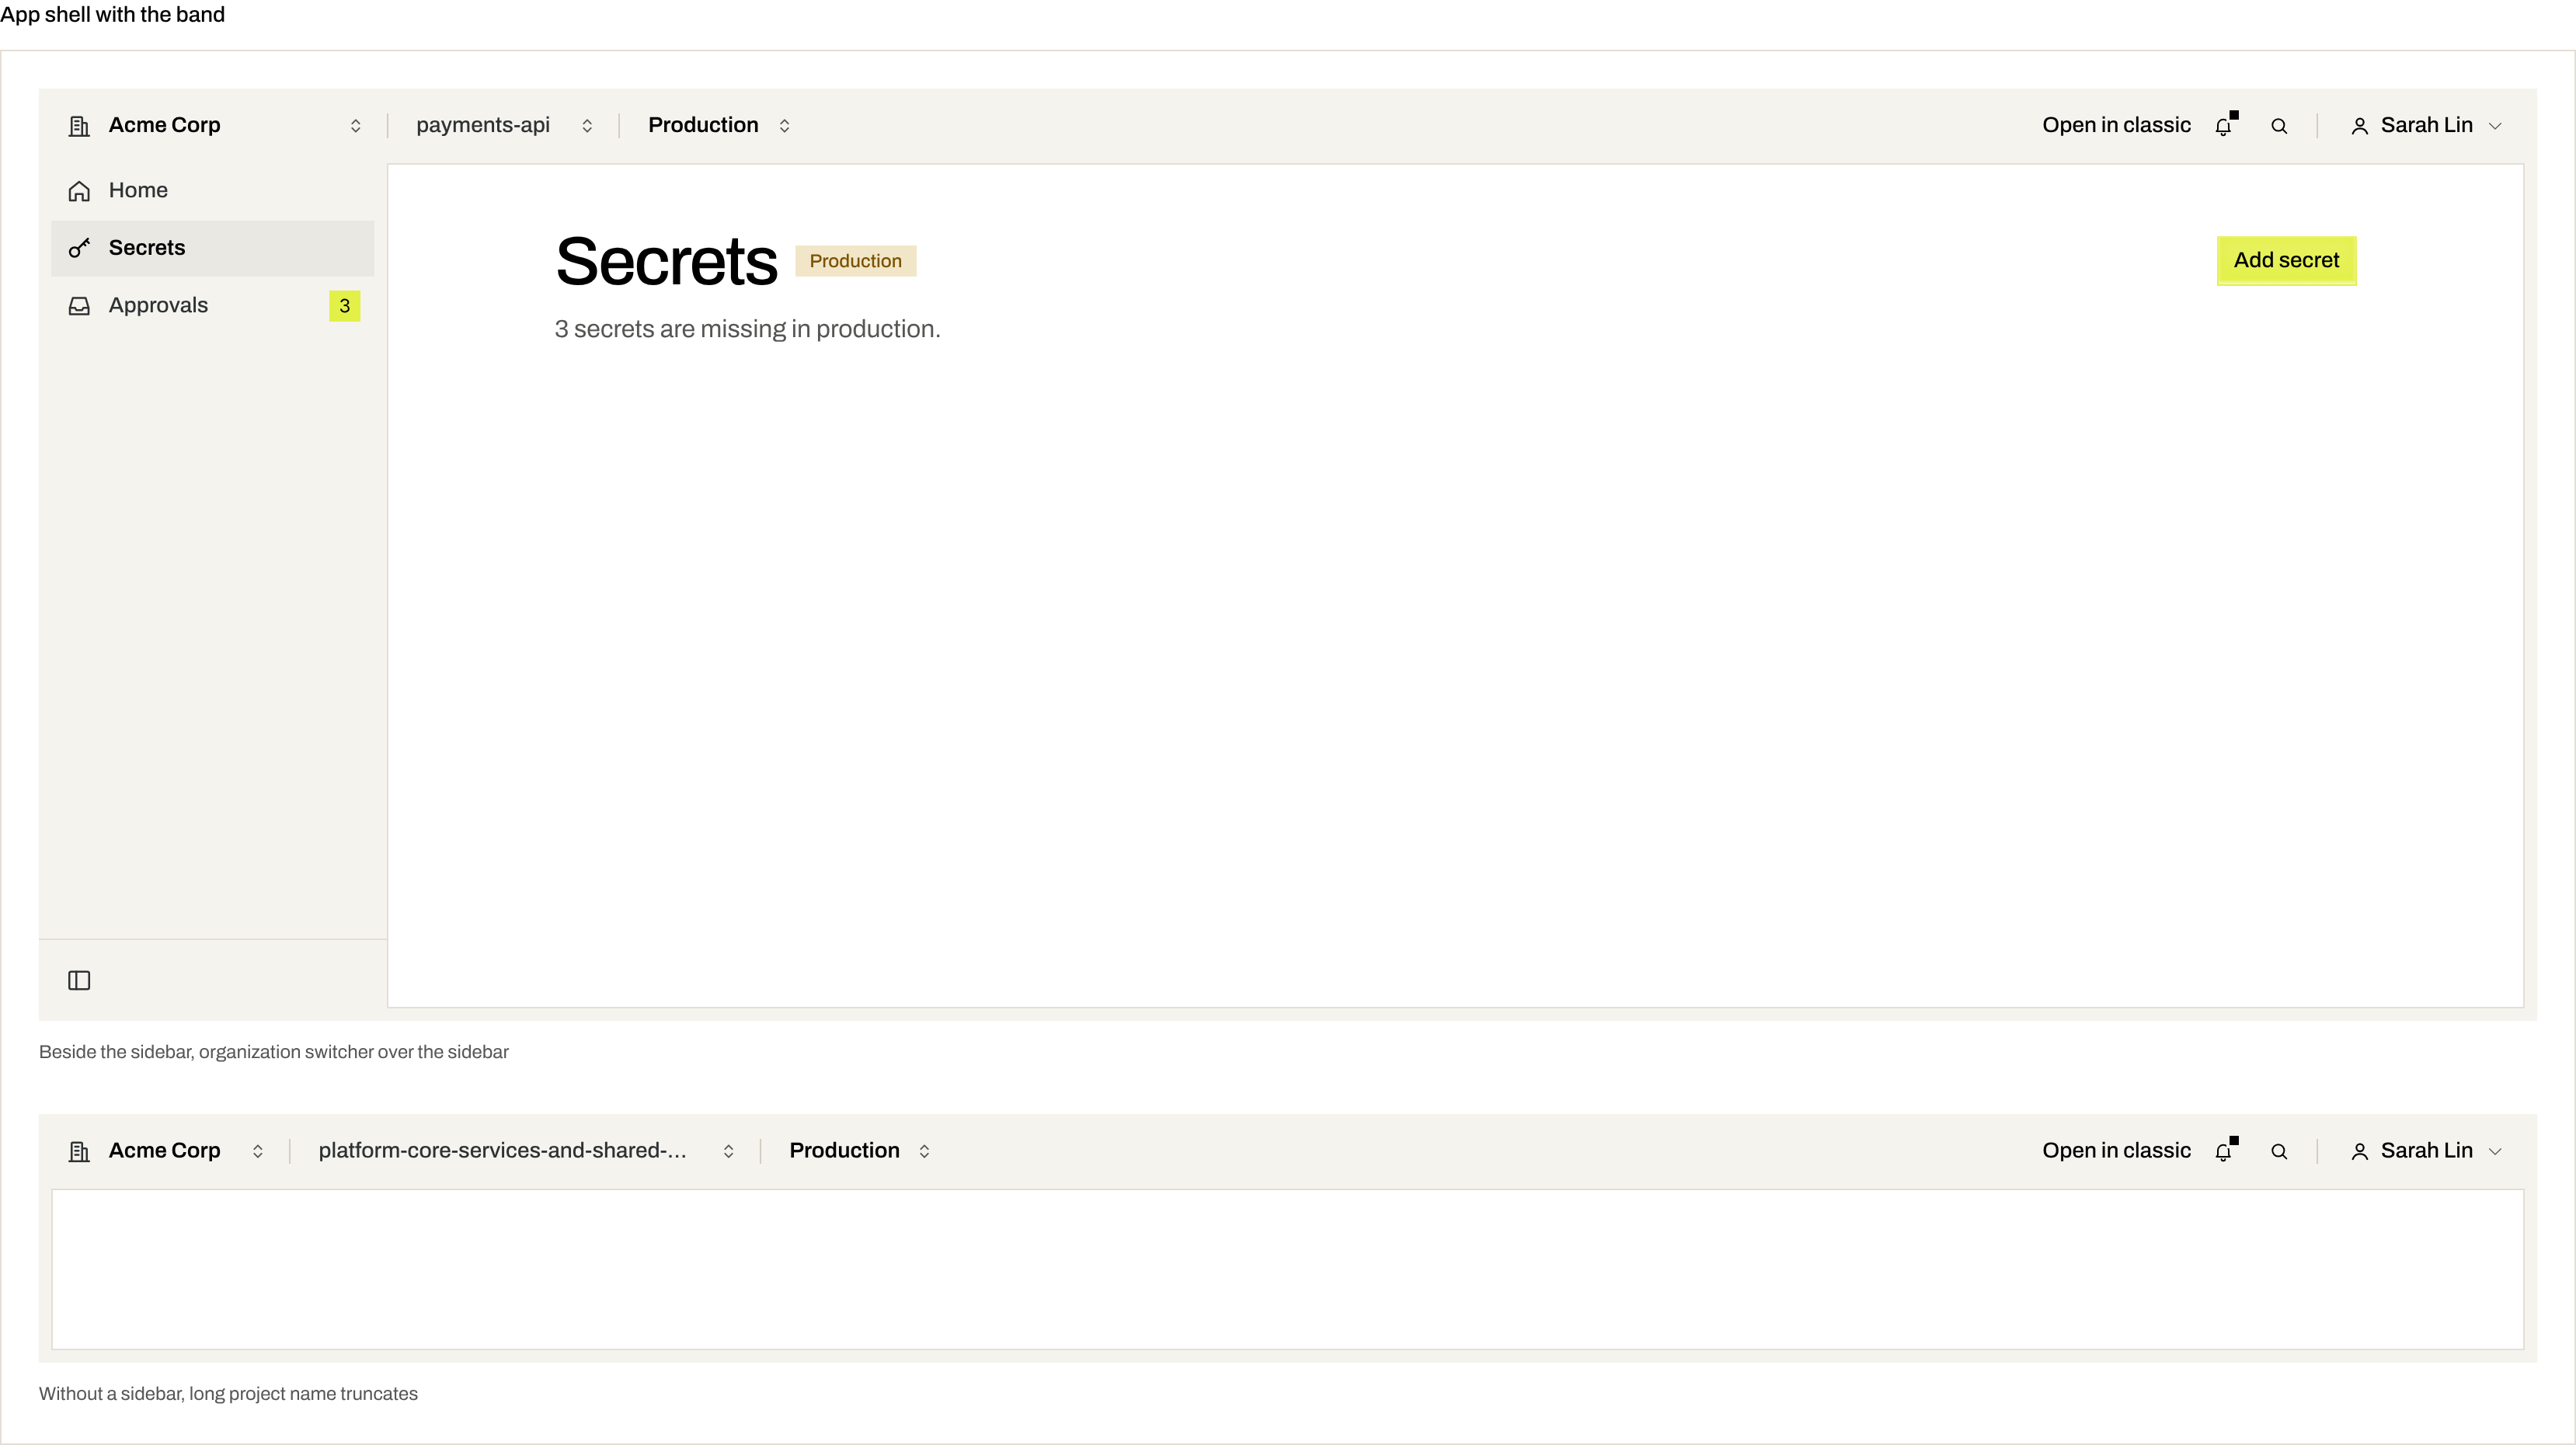 App shell with the band
Acme Corp
payments-api
Production
Open in classic
Sarah Lin
Home
Secrets
Approvals
3
Secrets
Production
Add secret
3 secrets are missing in production.
Beside the sidebar, organization switcher over the sidebar
Acme Corp
platform-core-services-and-shared-...
Production
Open in classic
Sarah Lin
Without a sidebar, long project name truncates